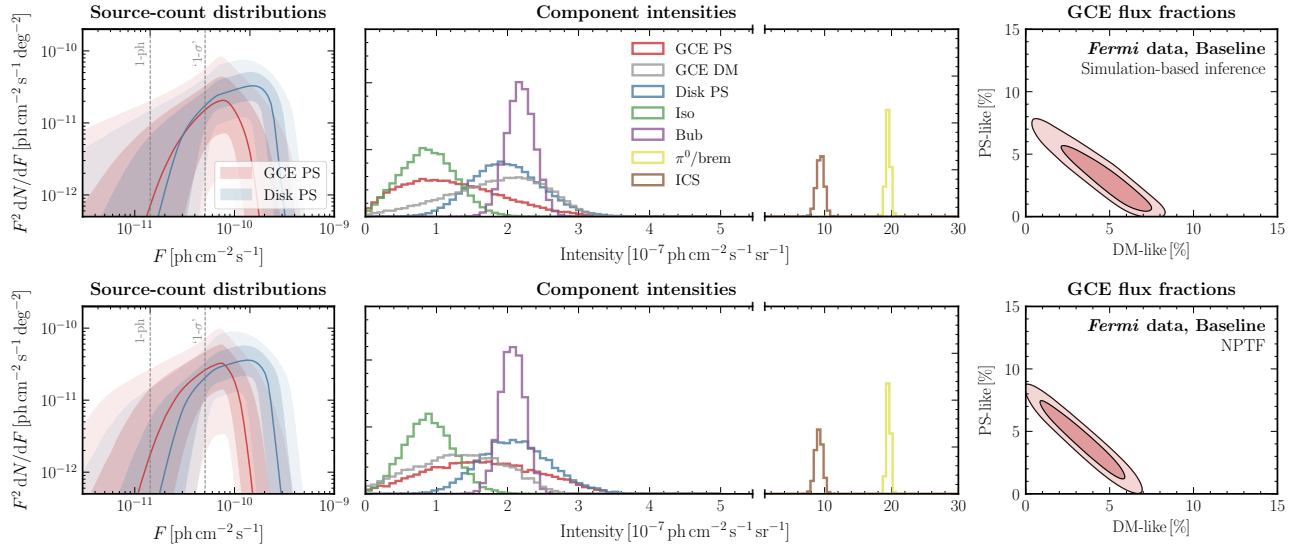 Source-count distributions
10⁻¹⁰
10⁻¹¹
10⁻¹²
F² dN/dF [ph cm⁻² s⁻¹ deg⁻²]
1-ph
'1-σ'
GCE PS
Disk PS
10⁻¹¹
10⁻¹⁰
10⁻⁹
F [ph cm⁻² s⁻¹]
Component intensities
GCE PS
GCE DM
Disk PS
Iso
Bub
π⁰/brem
ICS
0 1 2 3 4 5 10 20 30
Intensity [10⁻⁷ ph cm⁻² s⁻¹ sr⁻¹]
GCE flux fractions
Fermi data, Baseline
Simulation-based inference
15
10
5
0
PS-like [%]
0 5 10 15
DM-like [%]
Source-count distributions
10⁻¹⁰
10⁻¹¹
10⁻¹²
F² dN/dF [ph cm⁻² s⁻¹ deg⁻²]
1-ph
'1-σ'
10⁻¹¹
10⁻¹⁰
10⁻⁹
F [ph cm⁻² s⁻¹]
Component intensities
0 1 2 3 4 5 10 20 30
Intensity [10⁻⁷ ph cm⁻² s⁻¹ sr⁻¹]
GCE flux fractions
Fermi data, Baseline
NPTF
15
10
5
0
PS-like [%]
0 5 10 15
DM-like [%]